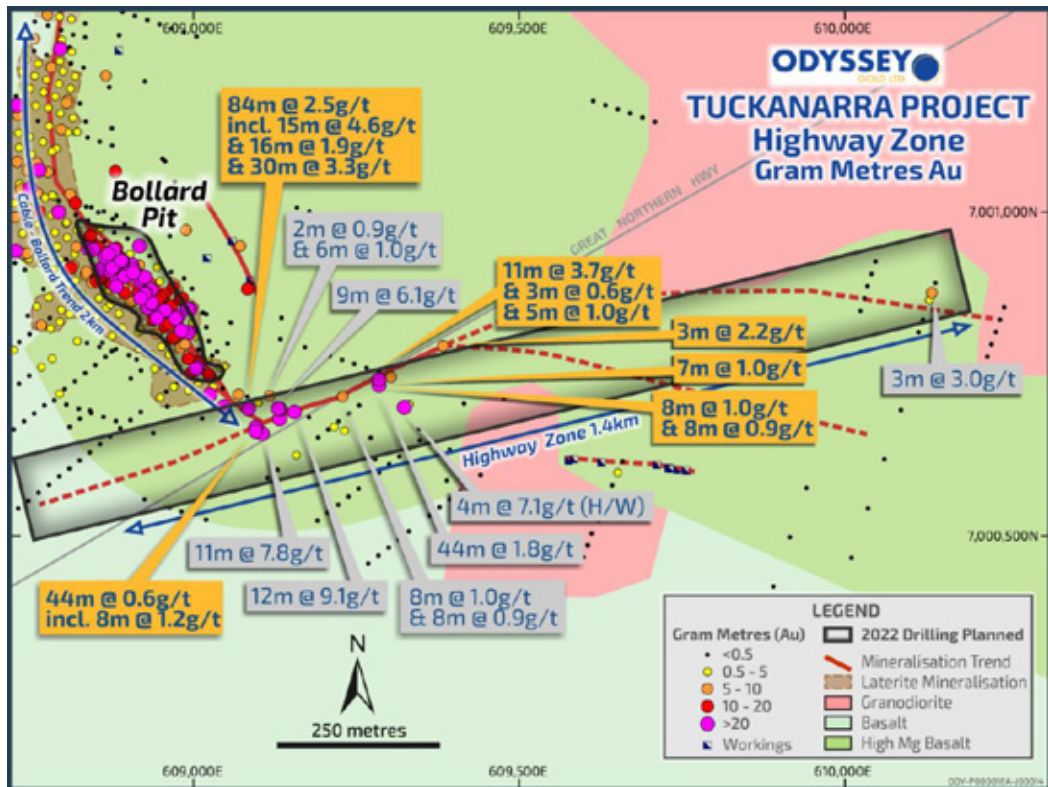 609,000E
609,500E
610,000E
ODYSSEY
GOLD LTD
TUCKANARRA PROJECT
Highway Zone
Gram Metres Au
84m @ 2.5g/t
incl. 15m @ 4.6g/t
& 16m @ 1.9g/t
& 30m @ 3.3g/t
Bollard
Pit
Cable - Bollard Trend 2km
GREAT NORTHERN HWY
7,001,000N
2m @ 0.9g/t
& 6m @ 1.0g/t
9m @ 6.1g/t
11m @ 3.7g/t
& 3m @ 0.6g/t
& 5m @ 1.0g/t
3m @ 2.2g/t
7m @ 1.0g/t
3m @ 3.0g/t
8m @ 1.0g/t
& 8m @ 0.9g/t
Highway Zone 1.4km
4m @ 7.1g/t (H/W)
44m @ 1.8g/t
7,000,500N
11m @ 7.8g/t
12m @ 9.1g/t
8m @ 1.0g/t
& 8m @ 0.9g/t
44m @ 0.6g/t
incl. 8m @ 1.2g/t
N
250 metres
LEGEND
Gram Metres (Au)
<0.5
0.5 - 5
5 - 10
10 - 20
>20
Workings
2022 Drilling Planned
Mineralisation Trend
Laterite Mineralisation
Granodiorite
Basalt
High Mg Basalt
609,000E
609,500E
610,000E